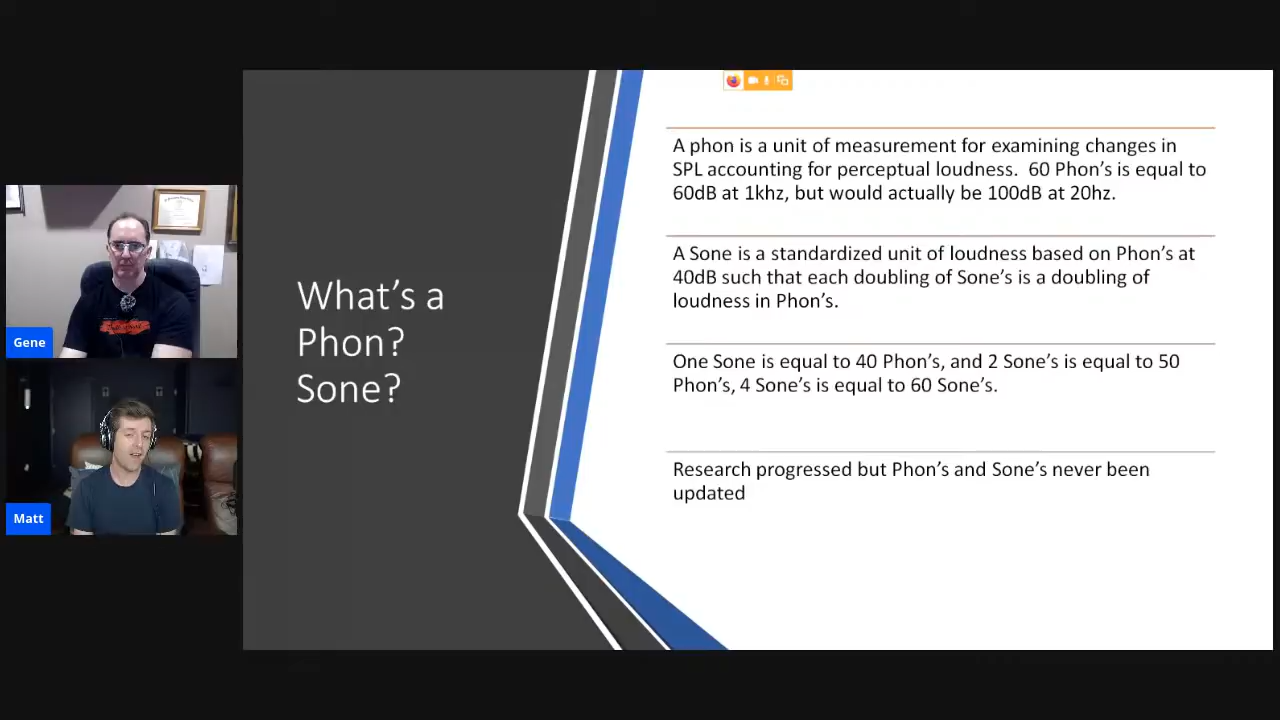 What's a
Phon?
Sone?
A phon is a unit of measurement for examining changes in
SPL accounting for perceptual loudness.  60 Phon's is equal to
60dB at 1khz, but would actually be 100dB at 20hz.
A Sone is a standardized unit of loudness based on Phon's at
40dB such that each doubling of Sone's is a doubling of
loudness in Phon's.
One Sone is equal to 40 Phon's, and 2 Sone's is equal to 50
Phon's, 4 Sone's is equal to 60 Sone's.
Research progressed but Phon's and Sone's never been
updated
Gene
Matt